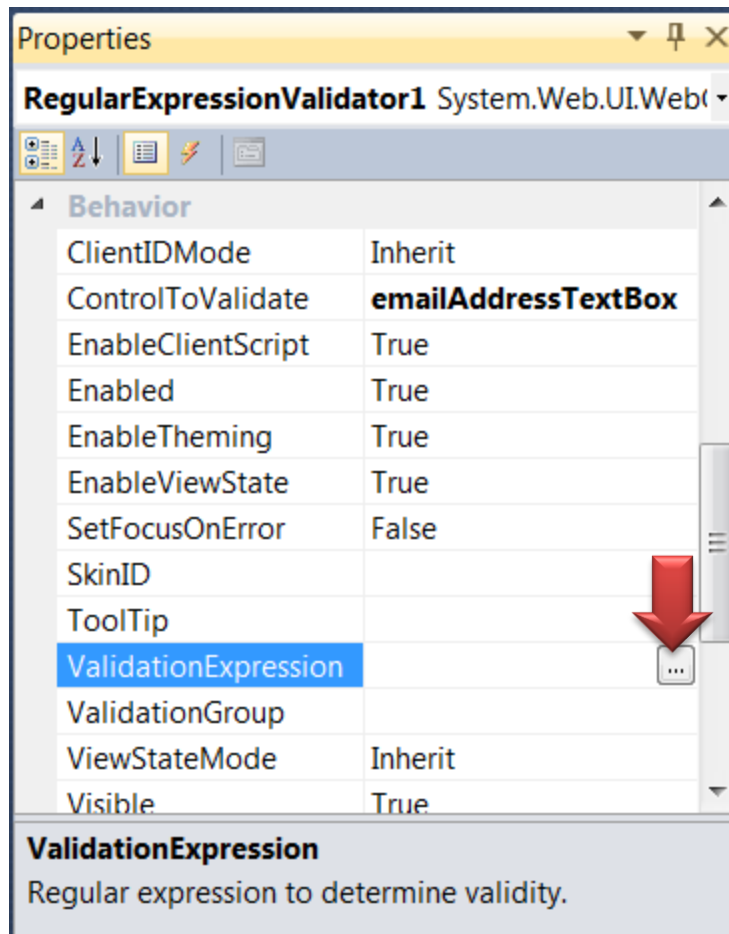 Properties
RegularExpressionValidator1 System.Web.UI.Web
A
Z
Behavior
ClientIDMode Inherit
ControlToValidate emailAddressTextBox
EnableClientScript True
Enabled True
EnableTheming True
EnableViewState True
SetFocusOnError False
SkinID
ToolTip
ValidationExpression ...
ValidationGroup
ViewStateMode Inherit
Visible True
ValidationExpression
Regular expression to determine validity.